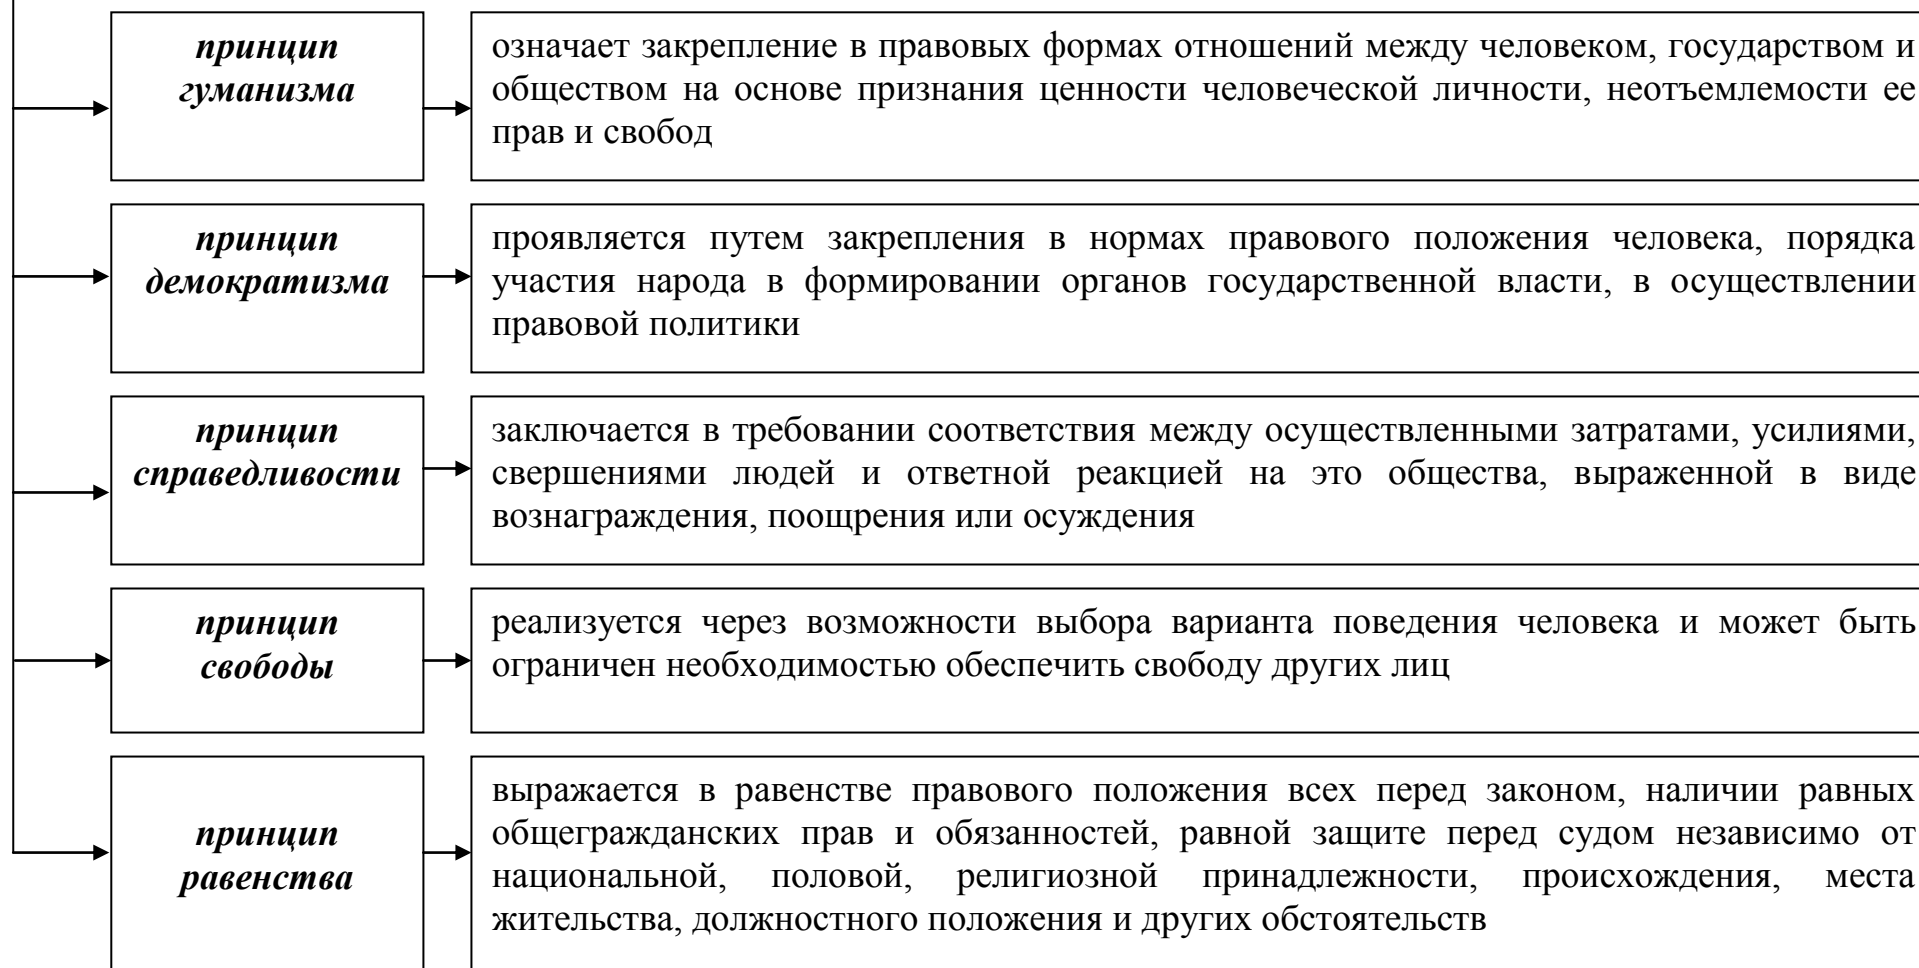 принцип
гуманизма
означает закрепление в правовых формах отношений между человеком, государством и
обществом на основе признания ценности человеческой личности, неотъемлемости ее
прав и свобод
принцип
демократизма
проявляется путем закрепления в нормах правового положения человека, порядка
участия народа в формировании органов государственной власти, в осуществлении
правовой политики
принцип
справедливости
заключается в требовании соответствия между осуществленными затратами, усилиями,
свершениями людей и ответной реакцией на это общества, выраженной в виде
вознаграждения, поощрения или осуждения
принцип
свободы
реализуется через возможности выбора варианта поведения человека и может быть
ограничен необходимостью обеспечить свободу других лиц
принцип
равенства
выражается в равенстве правового положения всех перед законом, наличии равных
общегражданских прав и обязанностей, равной защите перед судом независимо от
национальной, половой, религиозной принадлежности, происхождения, места
жительства, должностного положения и других обстоятельств